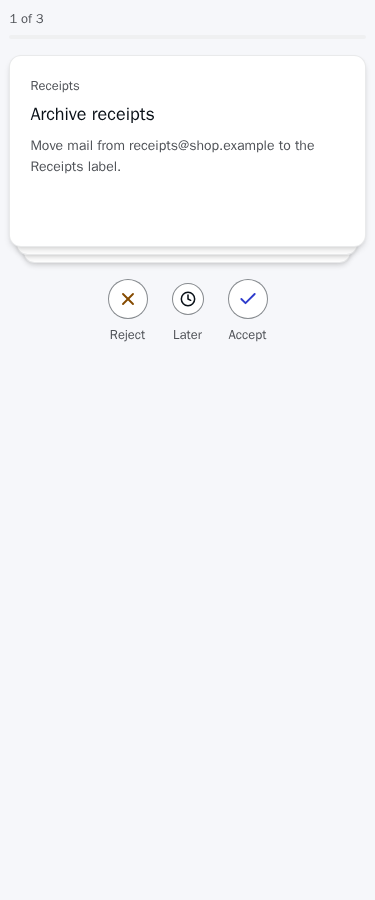 1 of 3
Receipts
Archive receipts
Move mail from receipts@shop.example to the
Receipts label.
Reject
Later
Accept